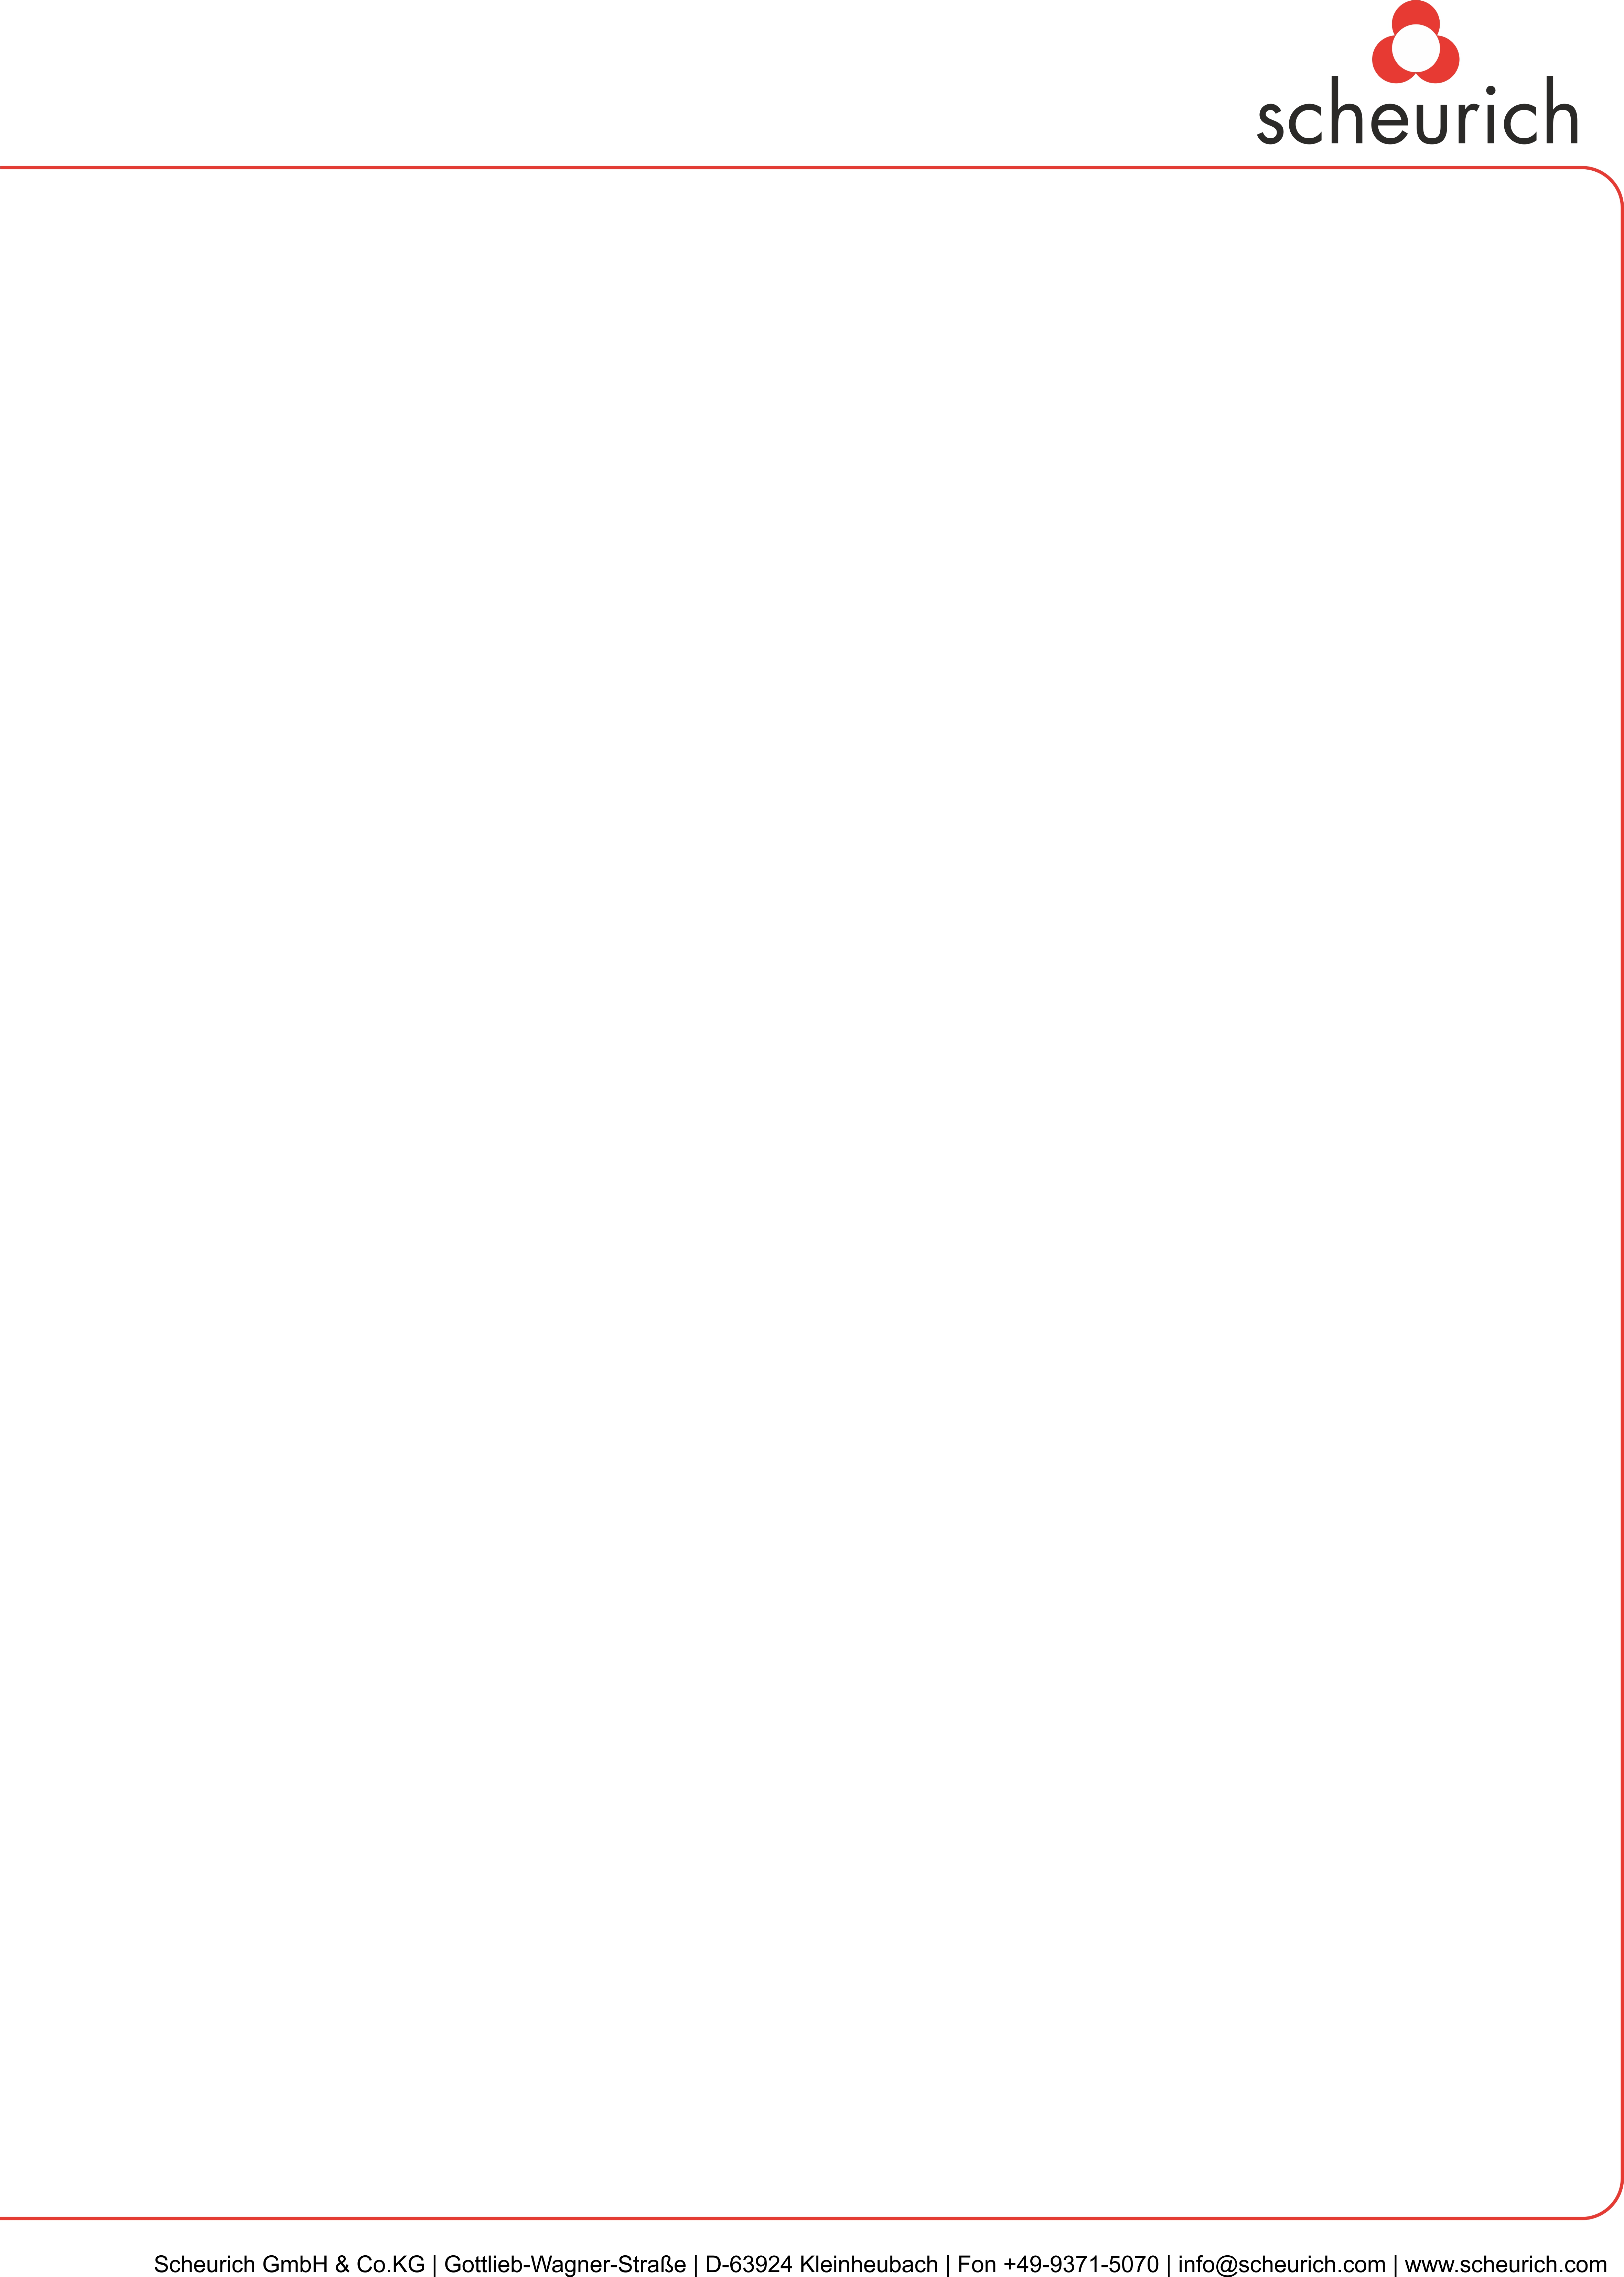 scheurich
Scheurich GmbH & Co.KG | Gottlieb-Wagner-Straße | D-63924 Kleinheubach | Fon +49-9371-5070 | info@scheurich.com | www.scheurich.com